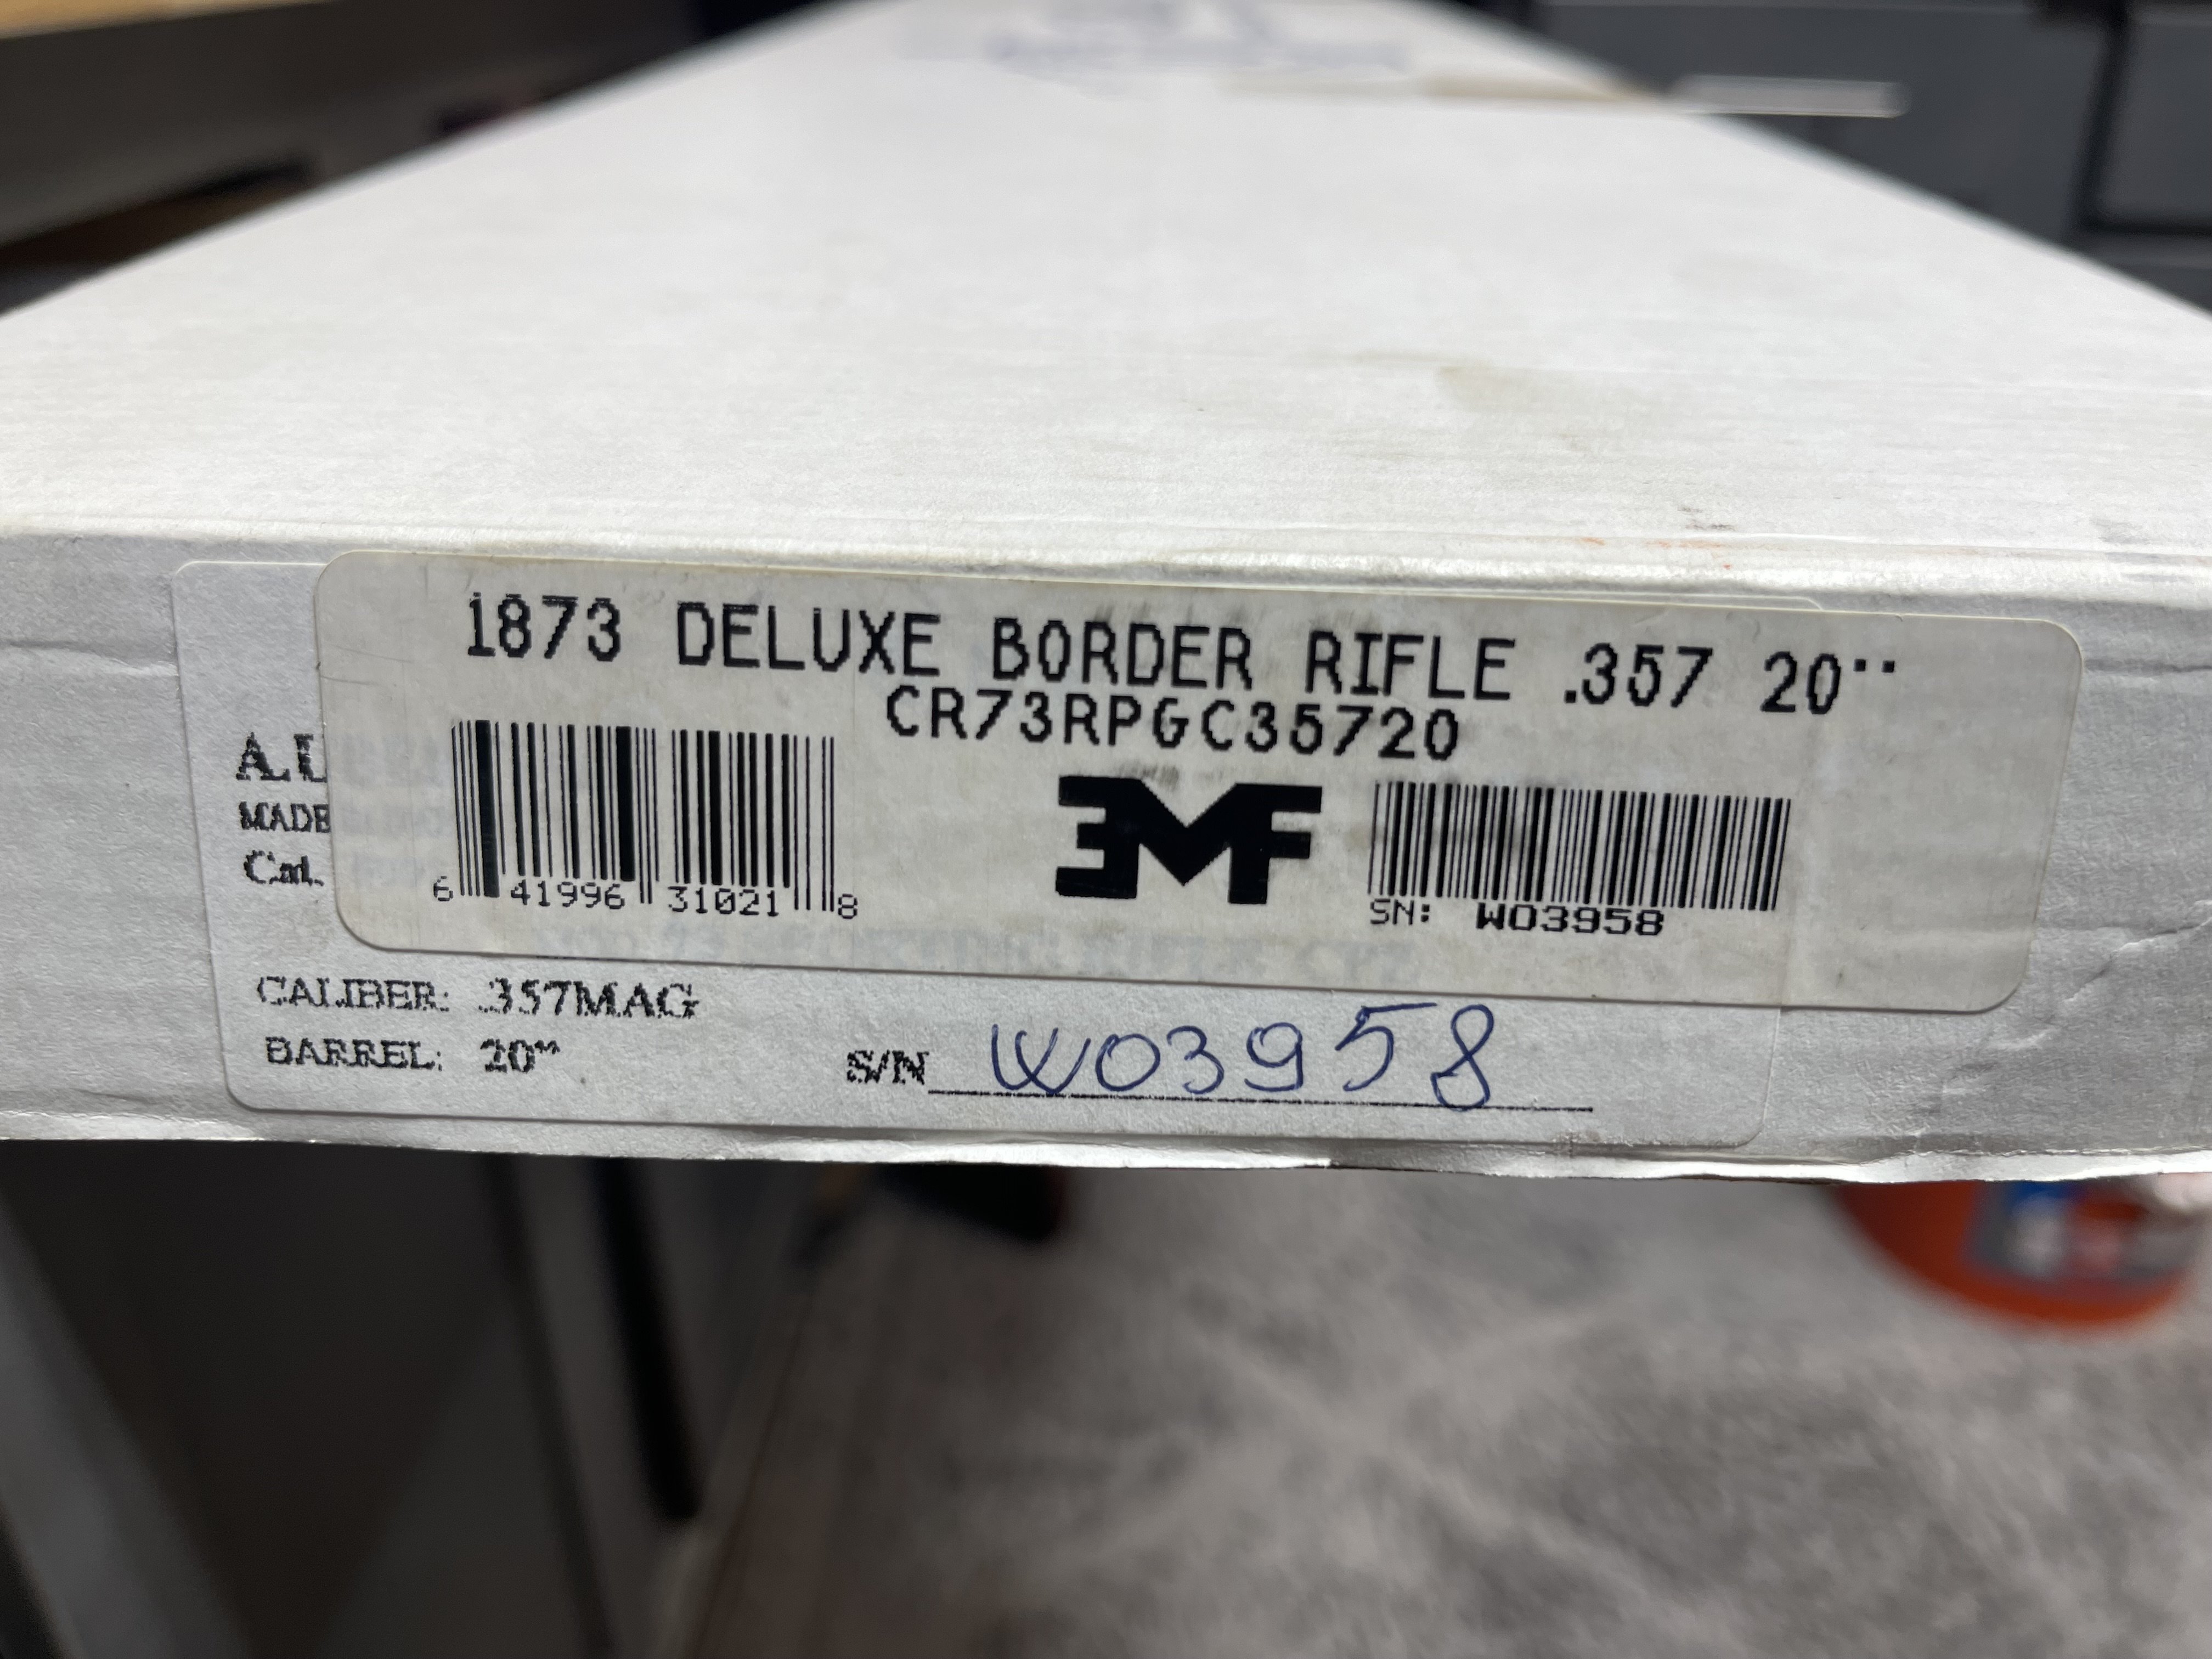 1873 DELUXE BORDER RIFLE .357 20"
CR73RPGC35720
6 41996 31021 8
EMF
SN: W03958
A.U
MADE
Cat.
CALIBER: .357MAG
BARREL: 20"
S/N W03958